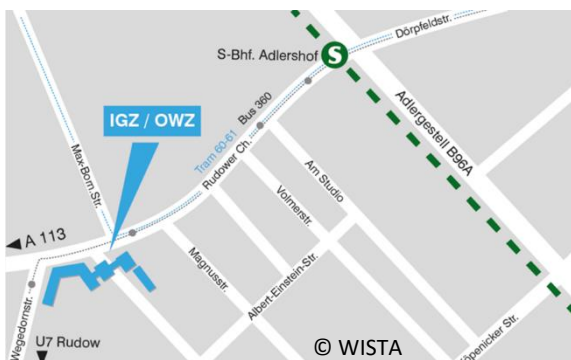 Dörpfeldstr.
S-Bhf. Adlershof
S
Adlergestell B96A
IGZ / OWZ
Bus 360
Tram 60-61
Rudower Ch.
Max-Born-Str.
Am Studio
Volmerstr.
A 113
Magnusstr.
Albert-Einstein-Str.
Wegedornstr.
öpenicker Str.
U7 Rudow
© WISTA